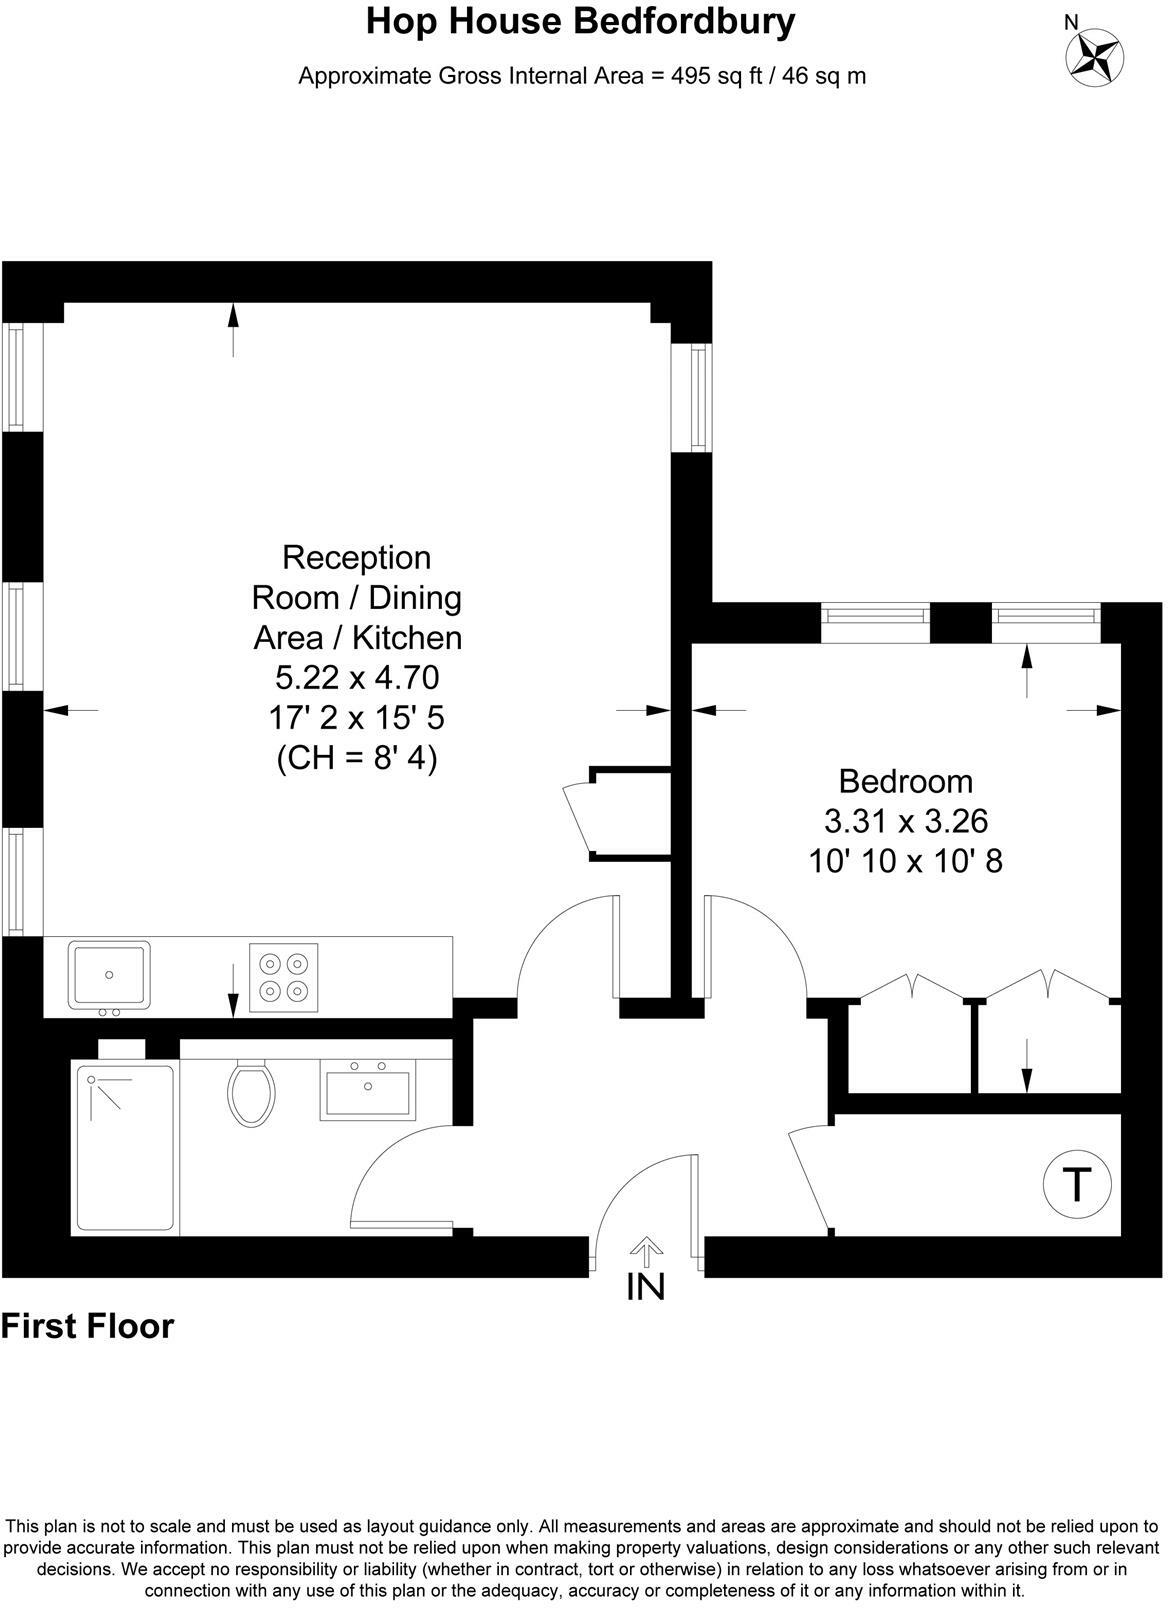 Hop House Bedfordbury
N
Approximate Gross Internal Area = 495 sq ft / 46 sq m
Reception
Room / Dining
Area / Kitchen
5.22 x 4.70
17' 2 x 15' 5
(CH = 8' 4)
Bedroom
3.31 x 3.26
10' 10 x 10' 8
T
IN
First Floor
This plan is not to scale and must be used as layout guidance only. All measurements and areas are approximate and should not be relied upon to
provide accurate information. This plan must not be relied upon when making property valuations, design considerations or any other such relevant
decisions. We accept no responsibility or liability (whether in contract, tort or otherwise) in relation to any loss whatsoever arising from or in
connection with any use of this plan or the adequacy, accuracy or completeness of it or any information within it.